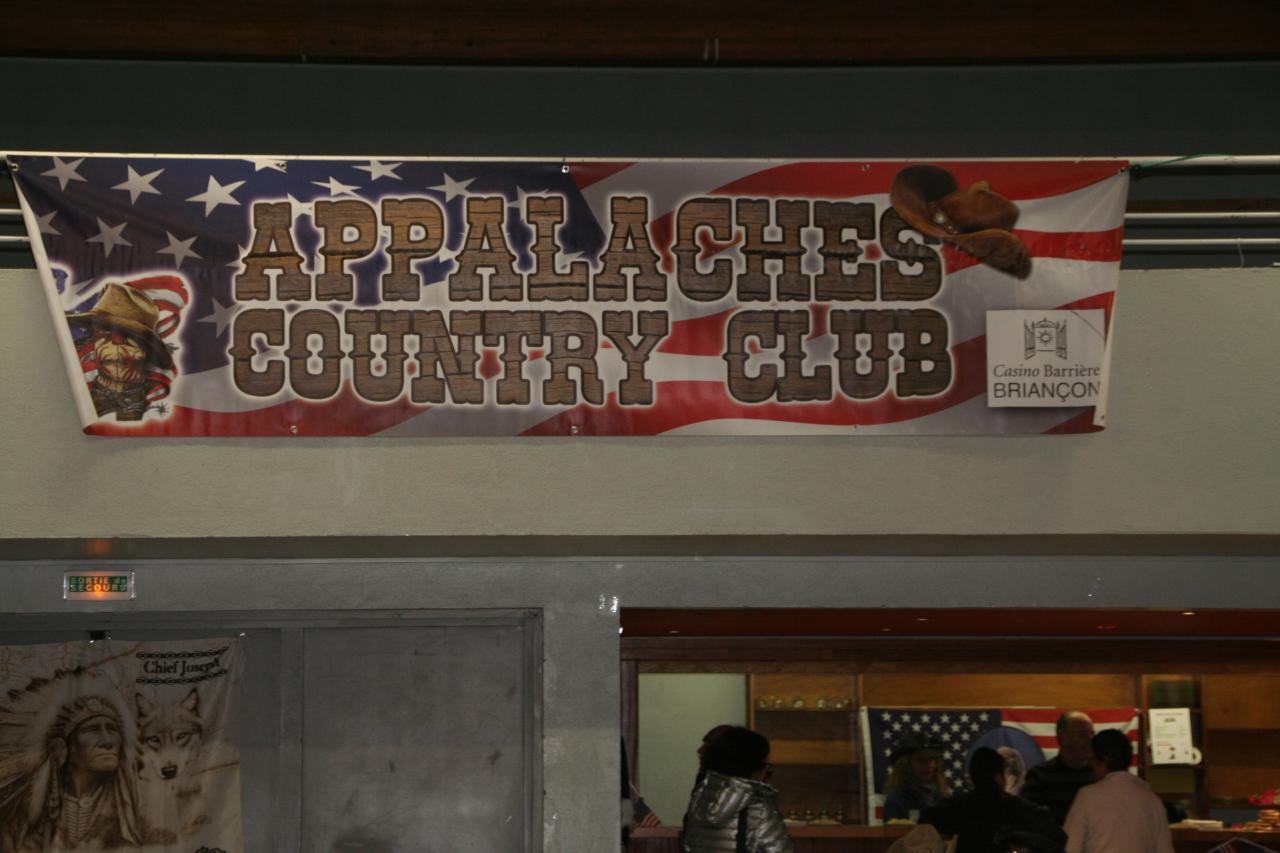 APPALACHES
COUNTRY CLUB
Casino Barrière
BRIANÇON
SORTIE de
SECOURS
Chief Joseph